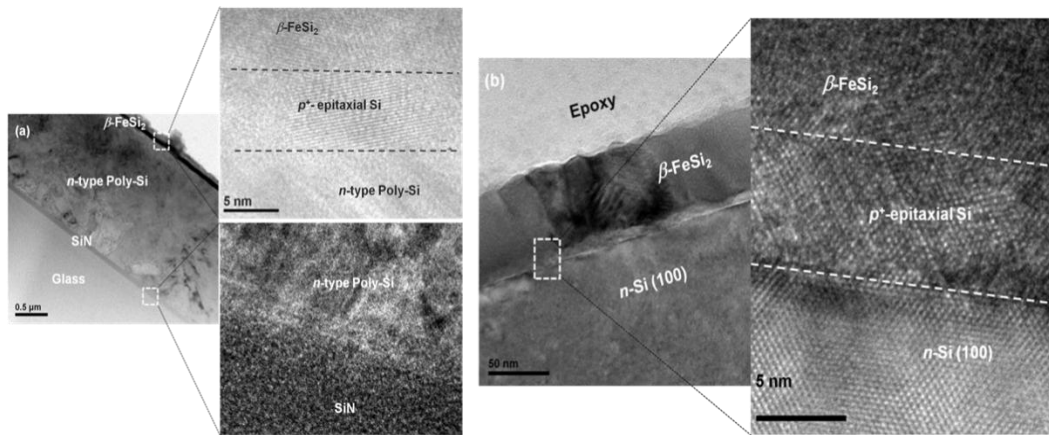 (a)
β-FeSi₂
n-type Poly-Si
SiN
Glass
0.5 µm
β-FeSi₂
p⁺- epitaxial Si
n-type Poly-Si
5 nm
n-type Poly-Si
SiN
(b)
Epoxy
β-FeSi₂
n-Si (100)
50 nm
β-FeSi₂
p⁺-epitaxial Si
n-Si (100)
5 nm